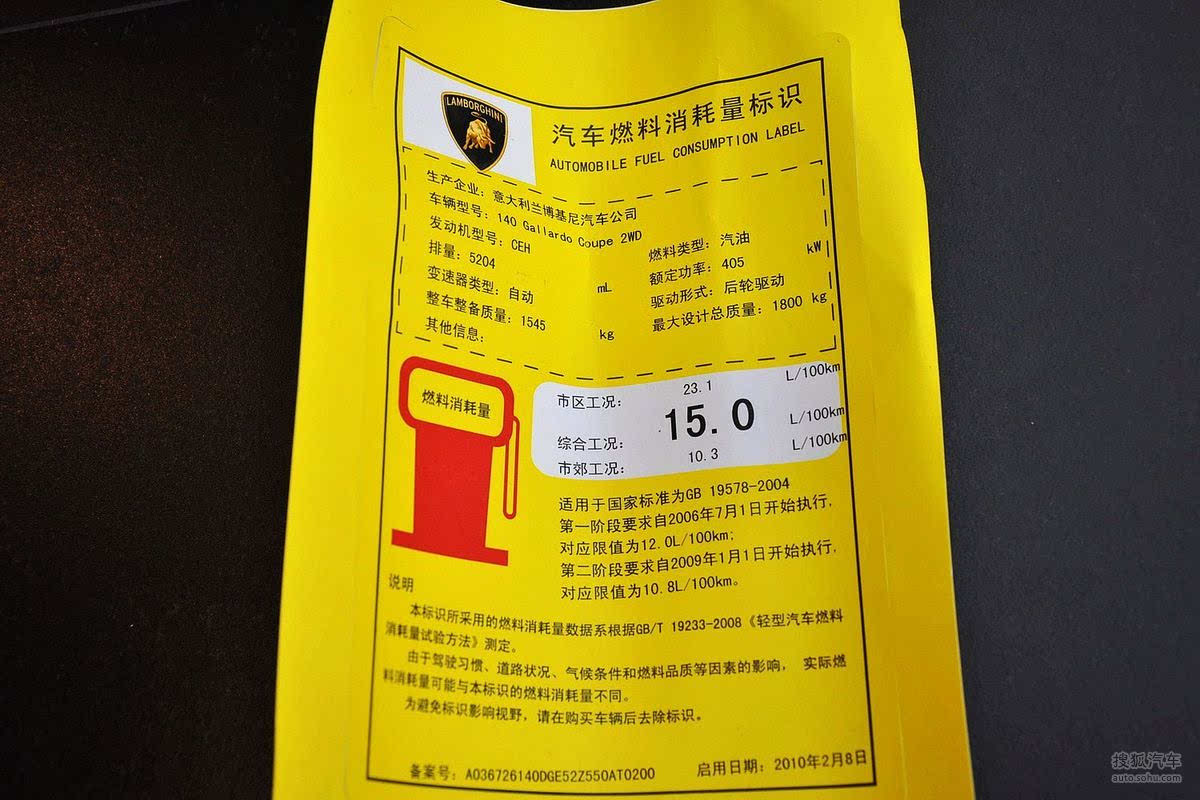 LAMBORGHINI
汽车燃料消耗量标识
AUTOMOBILE FUEL CONSUMPTION LABEL
生产企业：意大利兰博基尼汽车公司
车辆型号：140 Gallardo Coupe 2WD
发动机型号：CEH
燃料类型：汽油
排量：5204 mL
额定功率：405 kW
变速器类型：自动
驱动形式：后轮驱动
整车整备质量：1545 kg
最大设计总质量：1800 kg
其他信息：
燃料消耗量
市区工况： 23.1 L/100km
综合工况： 15.0 L/100km
市郊工况： 10.3 L/100km
适用于国家标准为GB 19578-2004
第一阶段要求自2006年7月1日开始执行,
对应限值为12.0L/100km;
第二阶段要求自2009年1月1日开始执行,
对应限值为10.8L/100km。
说明
本标识所采用的燃料消耗量数据系根据GB/T 19233-2008《轻型汽车燃料
消耗量试验方法》测定。
由于驾驶习惯、道路状况、气候条件和燃料品质等因素的影响， 实际燃
料消耗量可能与本标识的燃料消耗量不同。
为避免标识影响视野，请在购买车辆后去除标识。
备案号：A036726140DGE52Z550AT0200 启用日期：2010年2月8日
搜狐汽车
auto.sohu.com